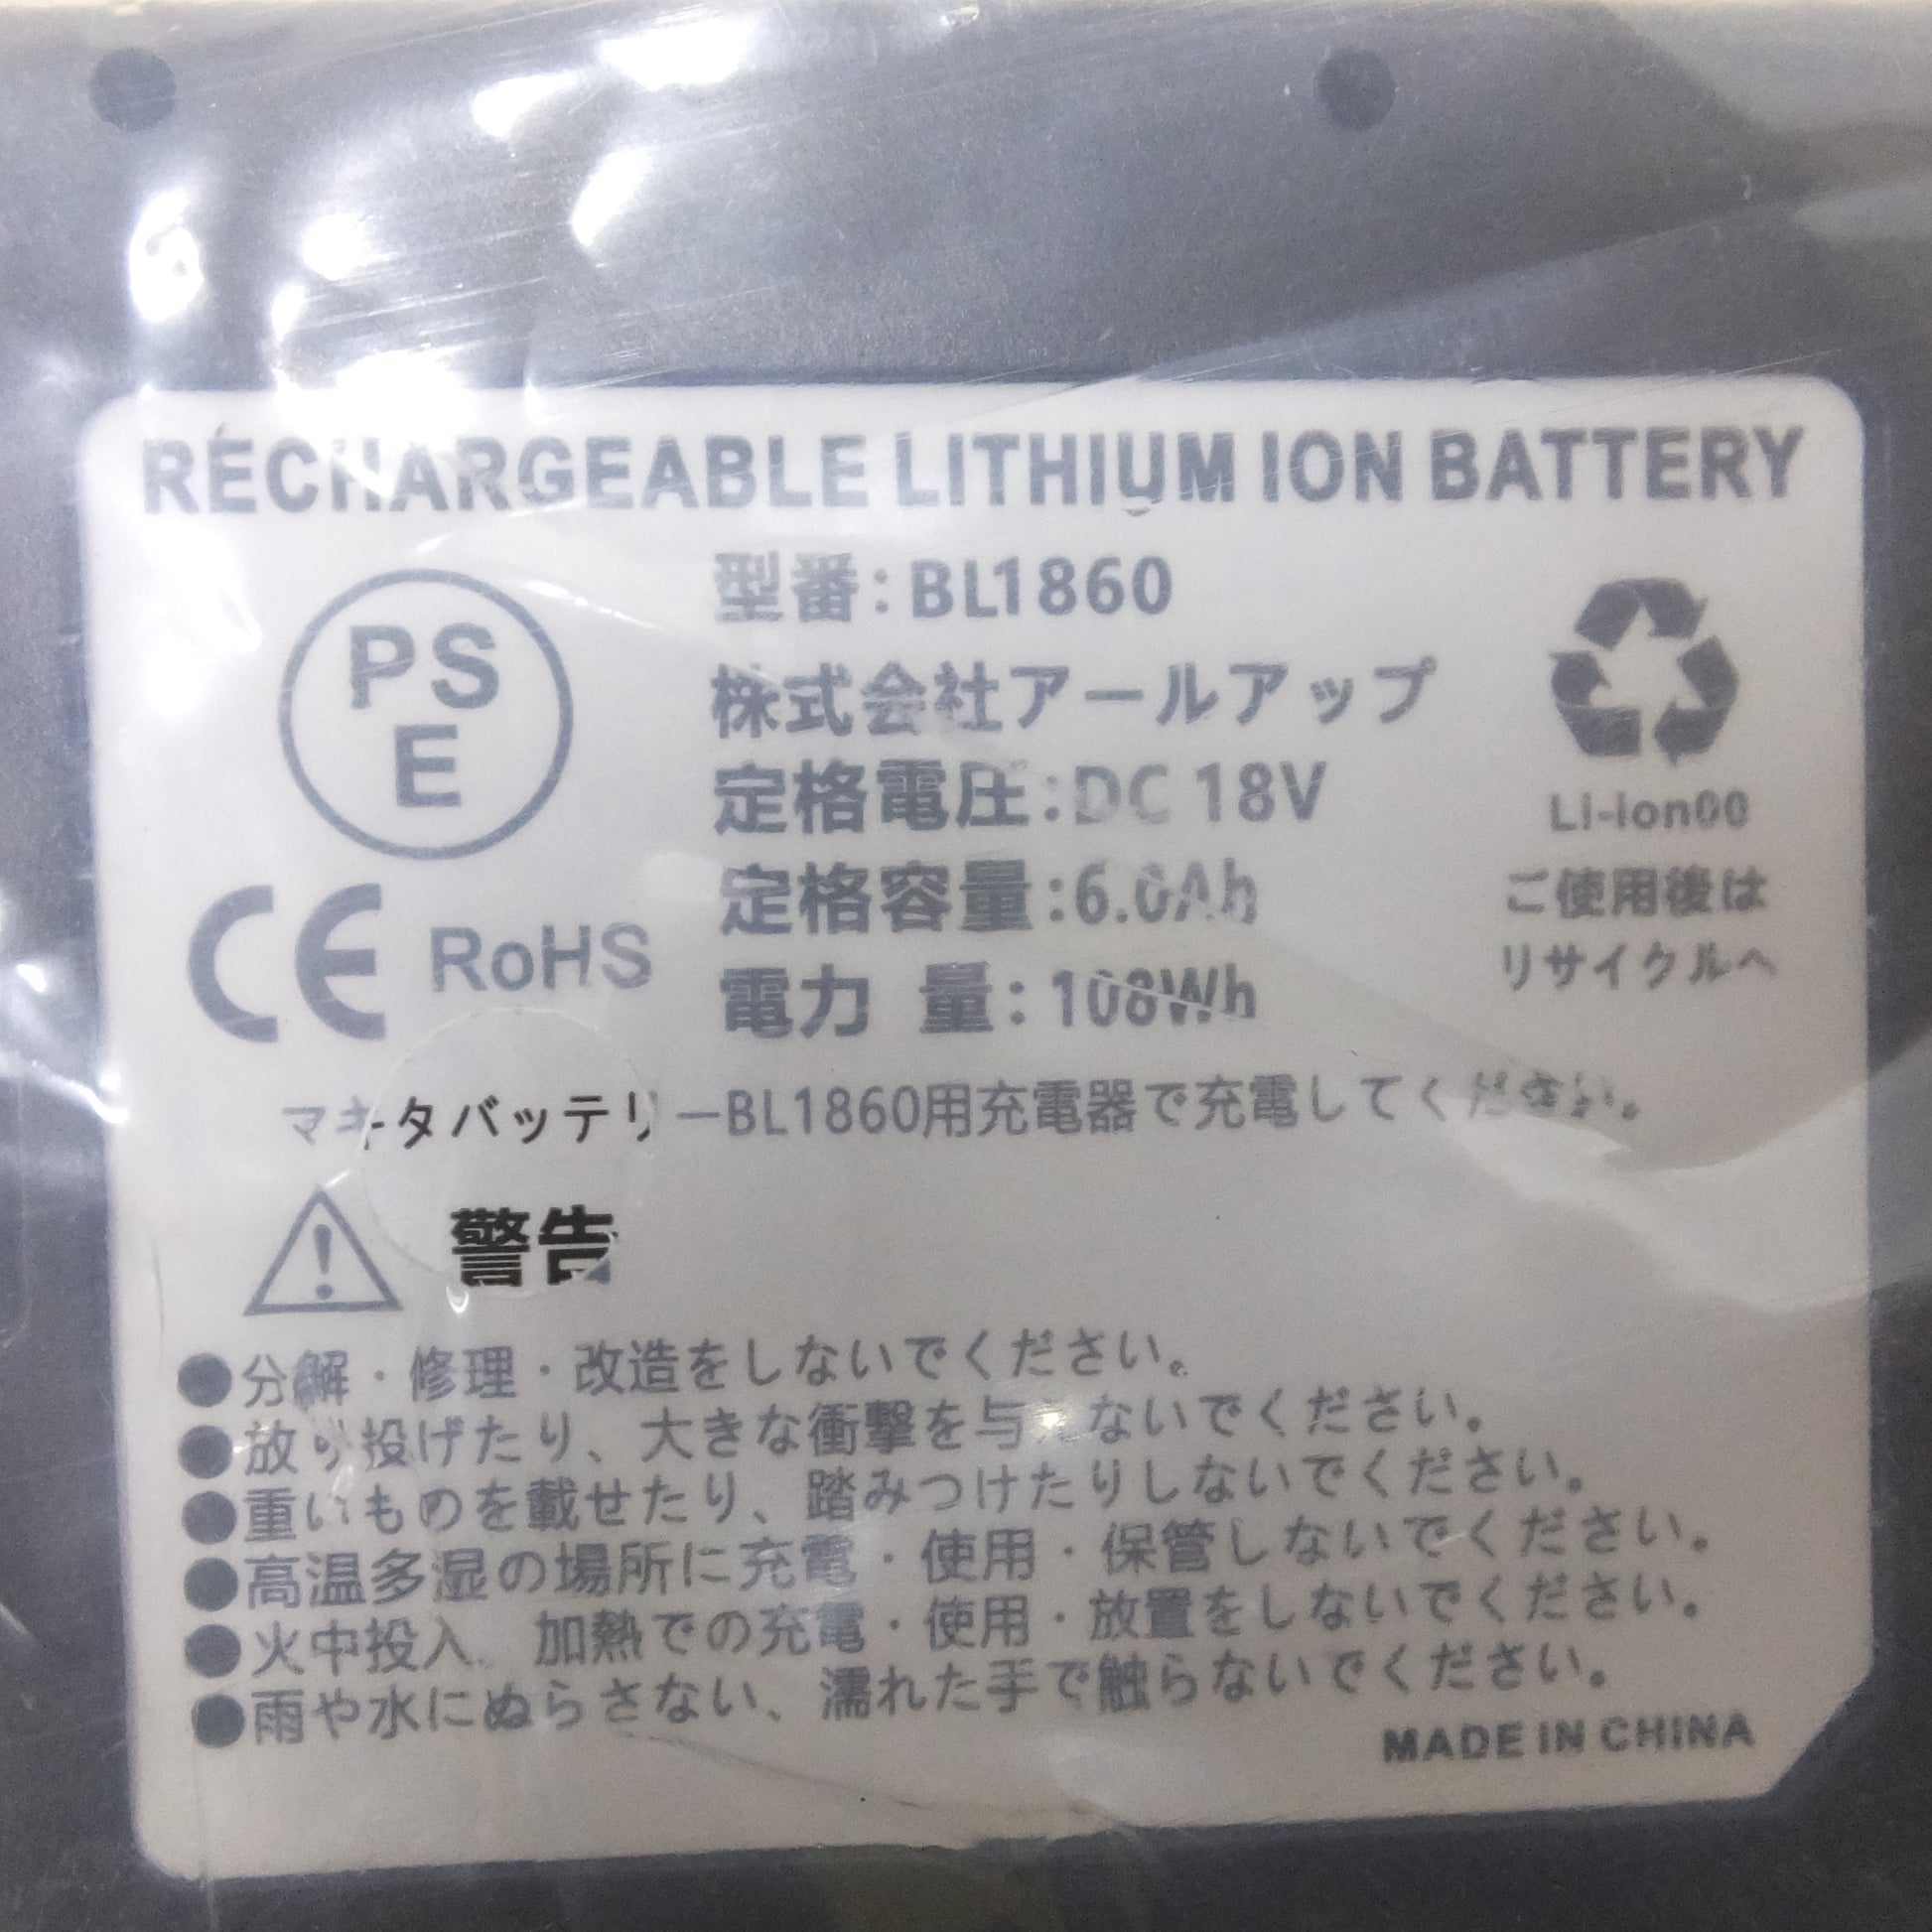 RECHARGEABLE LITHIUM ION BATTERY
PS
E
CE RoHS
型番:BL1860
株式会社アールアップ
定格電圧:DC 18V
定格容量:6.0Ah
電力 量:108Wh
Li-ion00
ご使用後は
リサイクルへ
マキタバッテリーBL1860用充電器で充電してください。
警告
●分解・修理・改造をしないでください。
●放り投げたり、大きな衝撃を与えないでください。
●重いものを載せたり、踏みつけたりしないでください。
●高温多湿の場所に充電・使用・保管しないでください。
●火中投入、加熱での充電・使用・放置をしないでください。
●雨や水にぬらさない、濡れた手で触らないでください。
MADE IN CHINA